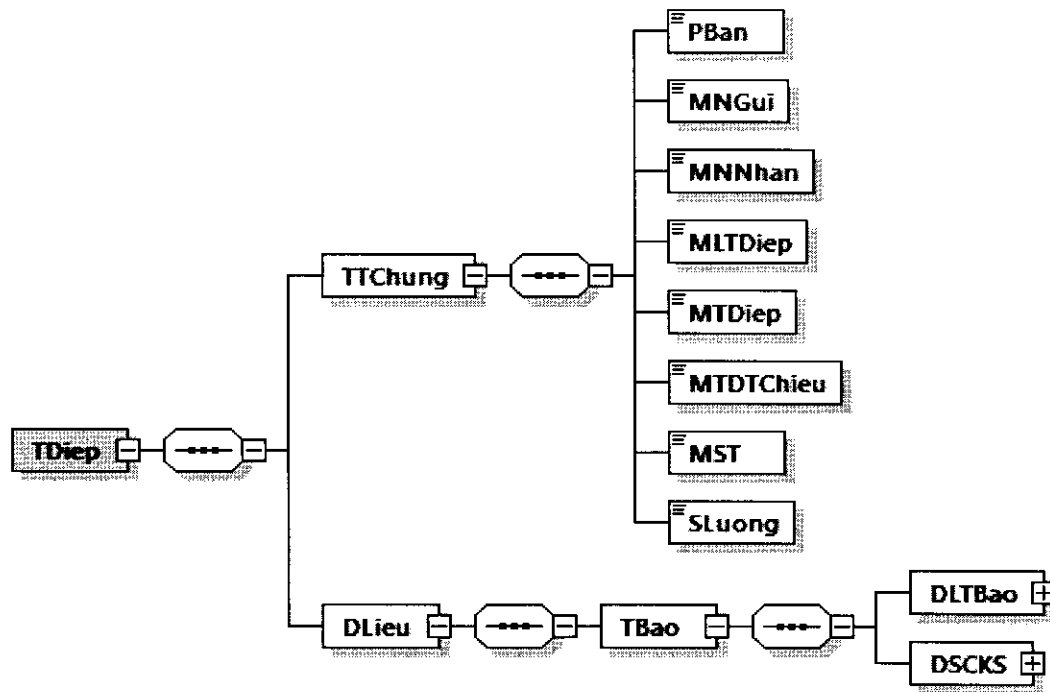 PBan
MNGui
MNNhan
MLTDiep
TTChung
MTDiep
MTDTChieu
TDiep
MST
SLuong
DLTBao
DLieu
TBao
DSCKS